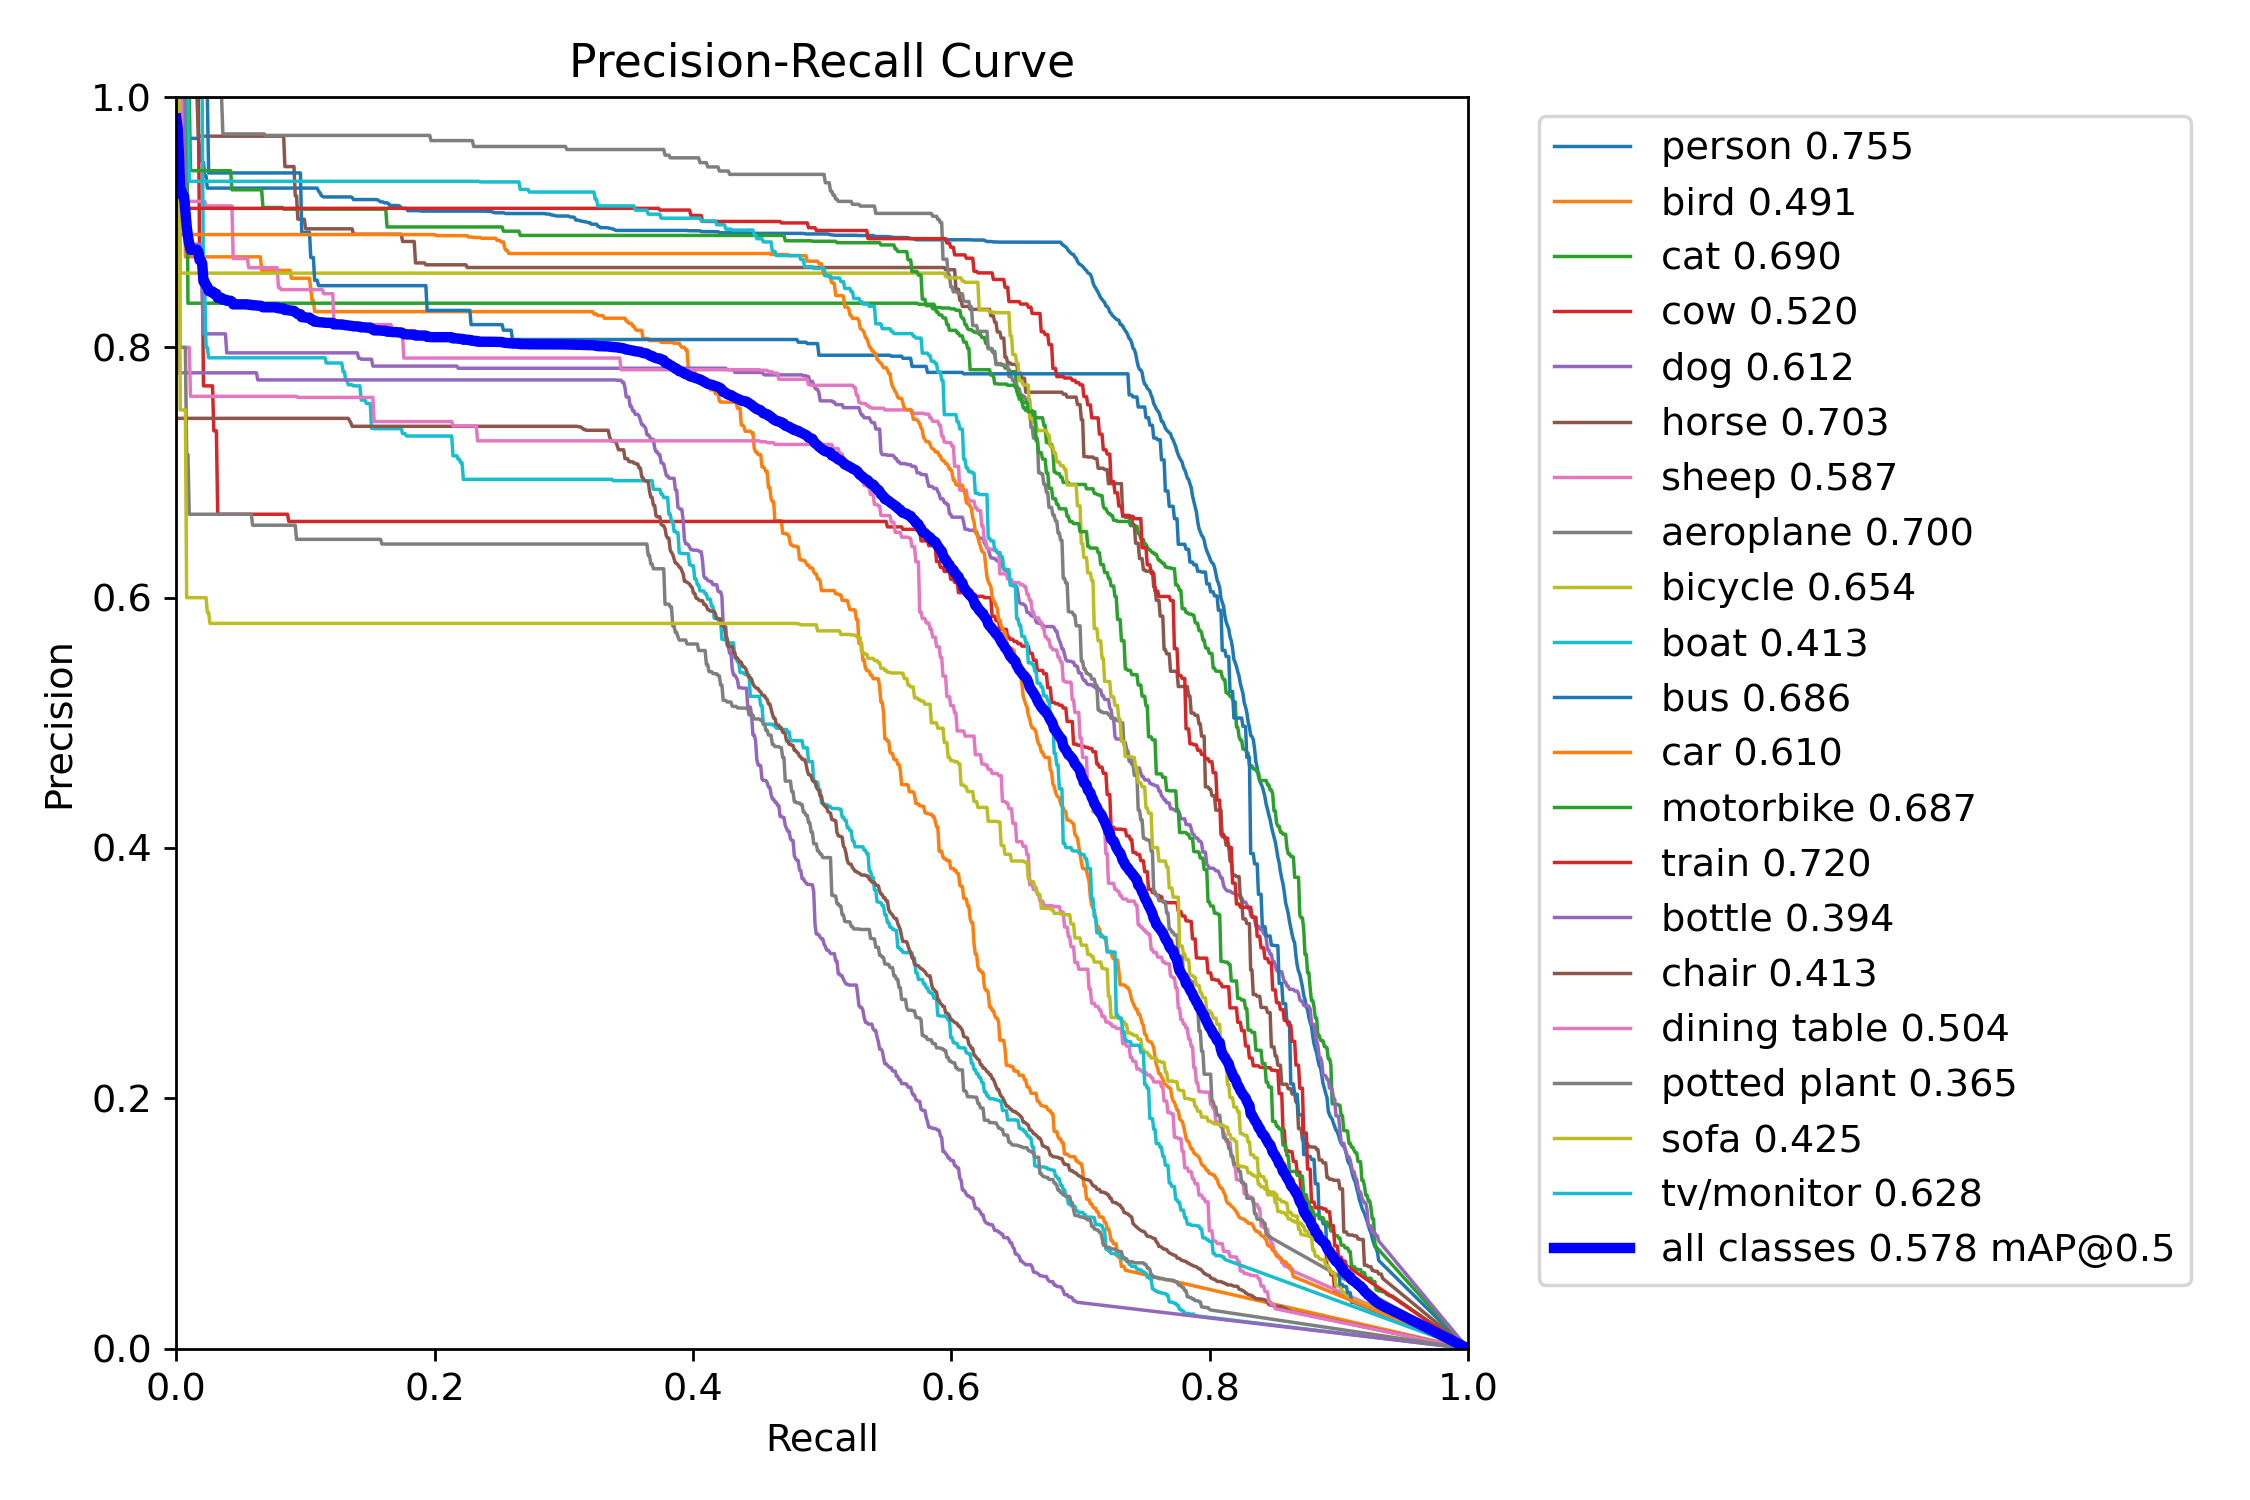 Precision-Recall Curve
1.0
0.8
0.6
0.4
0.2
0.0
Precision
0.0 0.2 0.4 0.6 0.8 1.0
Recall
person 0.755
bird 0.491
cat 0.690
cow 0.520
dog 0.612
horse 0.703
sheep 0.587
aeroplane 0.700
bicycle 0.654
boat 0.413
bus 0.686
car 0.610
motorbike 0.687
train 0.720
bottle 0.394
chair 0.413
dining table 0.504
potted plant 0.365
sofa 0.425
tv/monitor 0.628
all classes 0.578 mAP@0.5